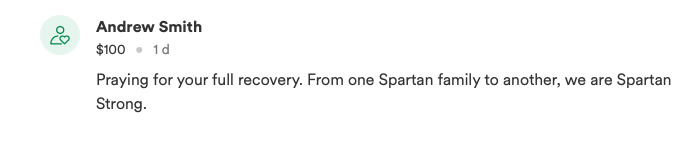 Andrew Smith
$100 • 1 d
Praying for your full recovery. From one Spartan family to another, we are Spartan
Strong.